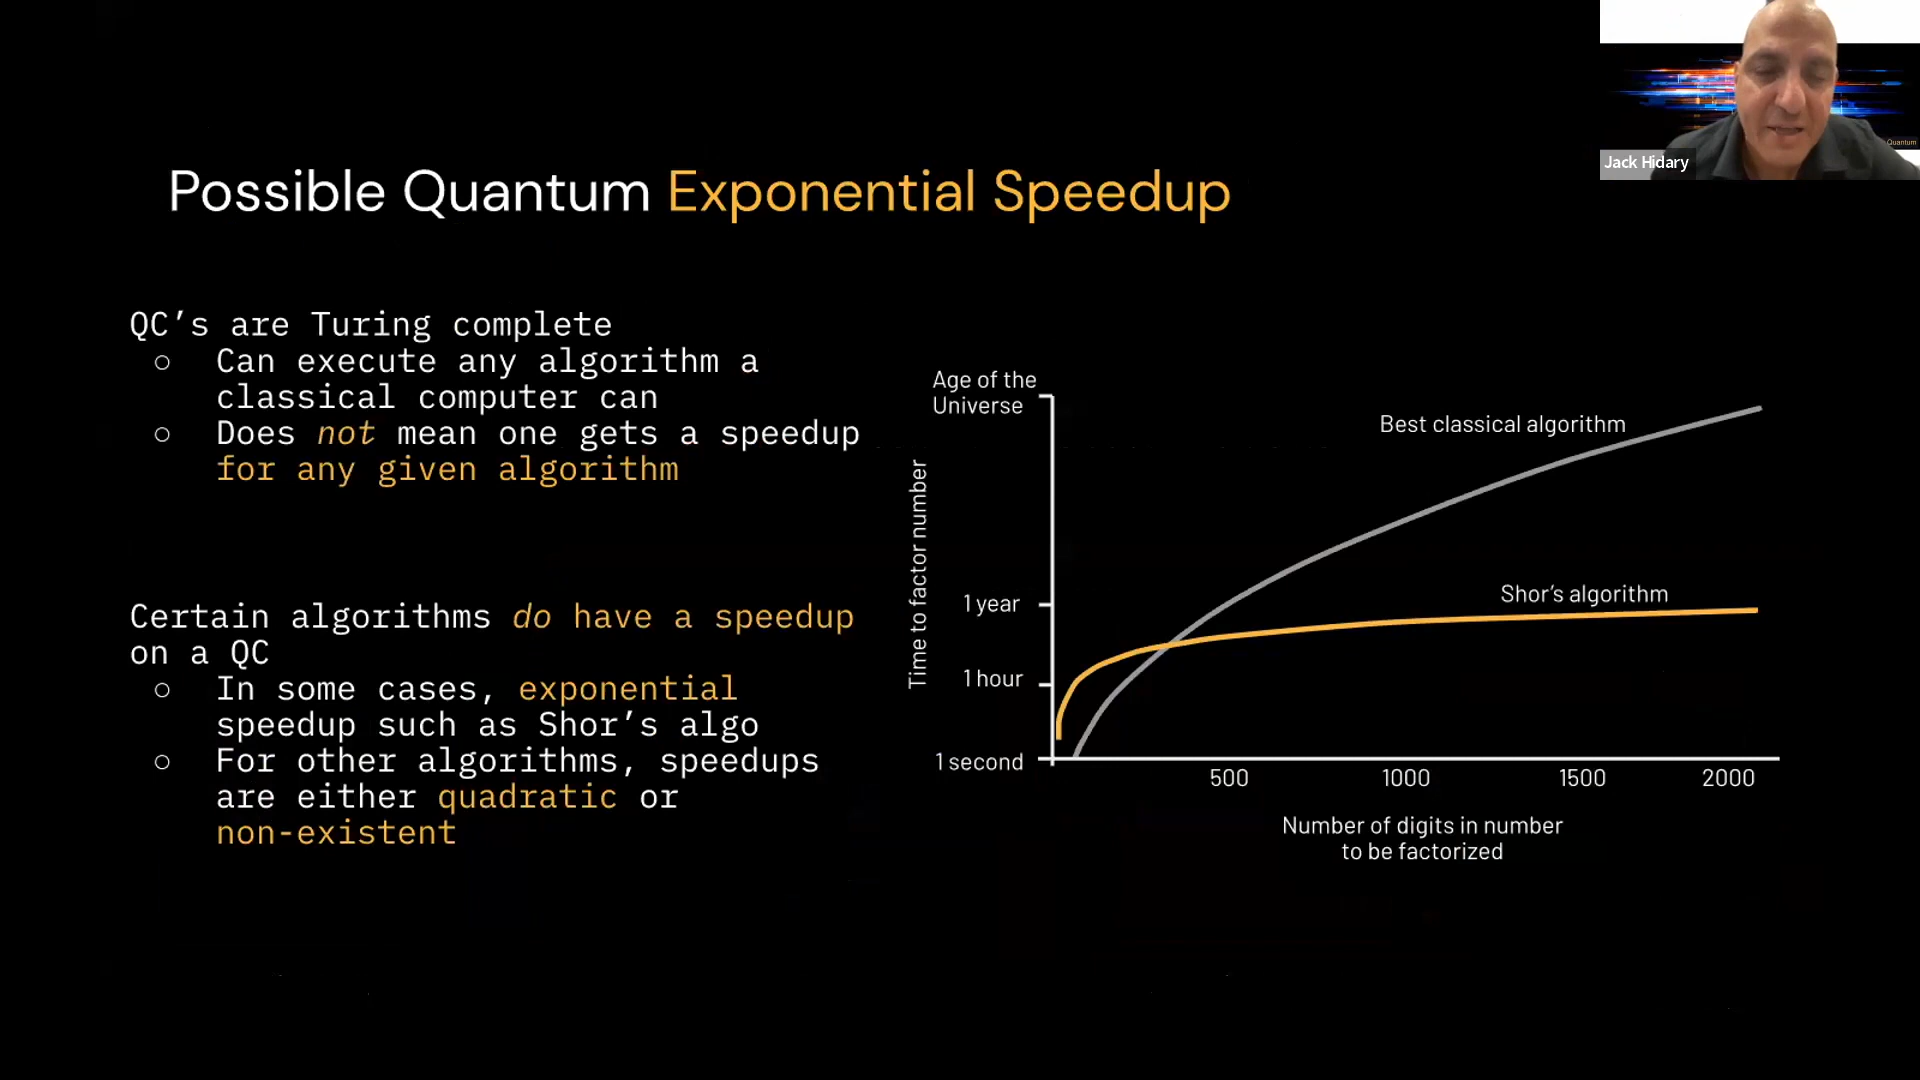 Quantum
Jack Hidary
Possible Quantum Exponential Speedup
QC’s are Turing complete
○ Can execute any algorithm a
classical computer can
○ Does not mean one gets a speedup
for any given algorithm
Certain algorithms do have a speedup
on a QC
○ In some cases, exponential
speedup such as Shor’s algo
○ For other algorithms, speedups
are either quadratic or
non-existent
Age of the
Universe
Time to factor number
1 year
1 hour
1 second
Best classical algorithm
Shor’s algorithm
500 1000 1500 2000
Number of digits in number
to be factorized